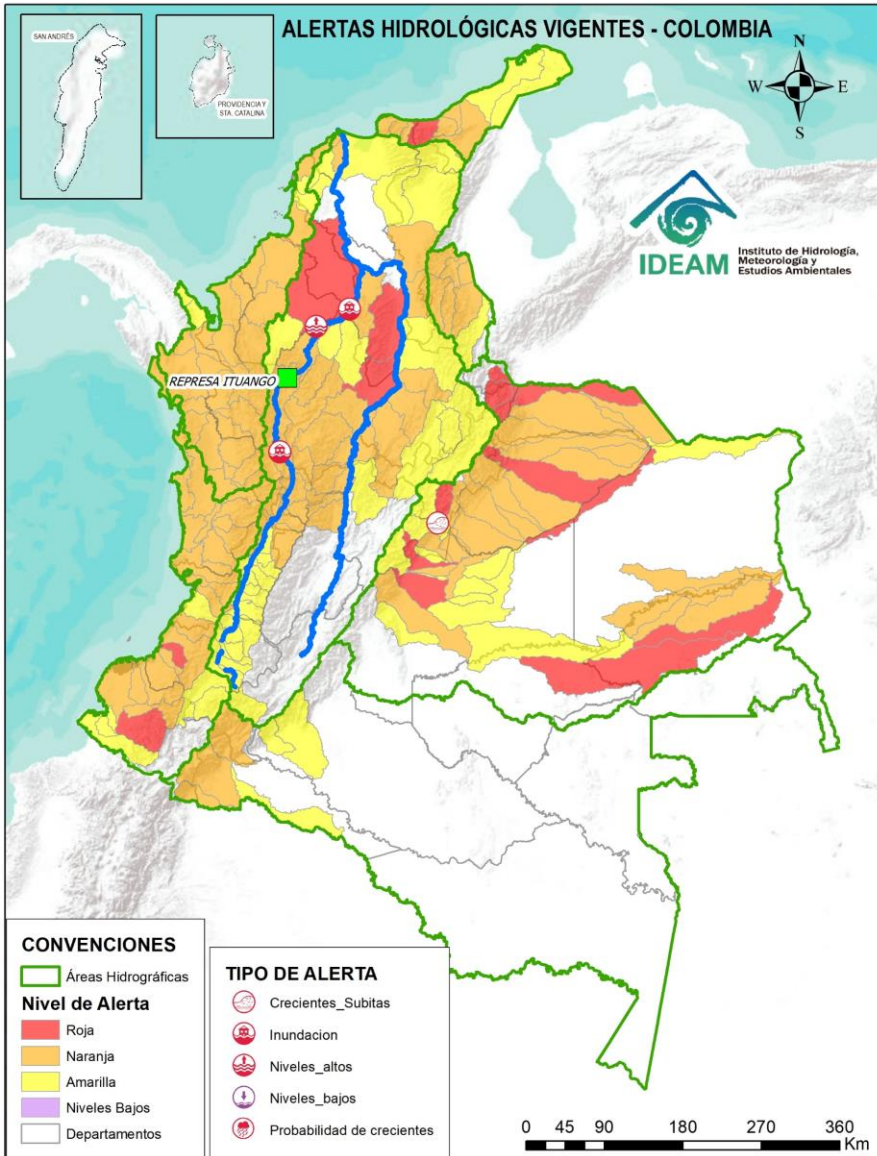 ALERTAS HIDROLÓGICAS VIGENTES - COLOMBIA
SAN ANDRÉS
PROVIDENCIA Y
STA. CATALINA
N
W
E
S
IDEAM
Instituto de Hidrología,
Meteorología y
Estudios Ambientales
REPRESA ITUANGO
CONVENCIONES
Áreas Hidrográficas
Nivel de Alerta
Roja
Naranja
Amarilla
Niveles Bajos
Departamentos
TIPO DE ALERTA
Crecientes_Subitas
Inundacion
Niveles_altos
Niveles_bajos
Probabilidad de crecientes
0 45 90 180 270 360
Km